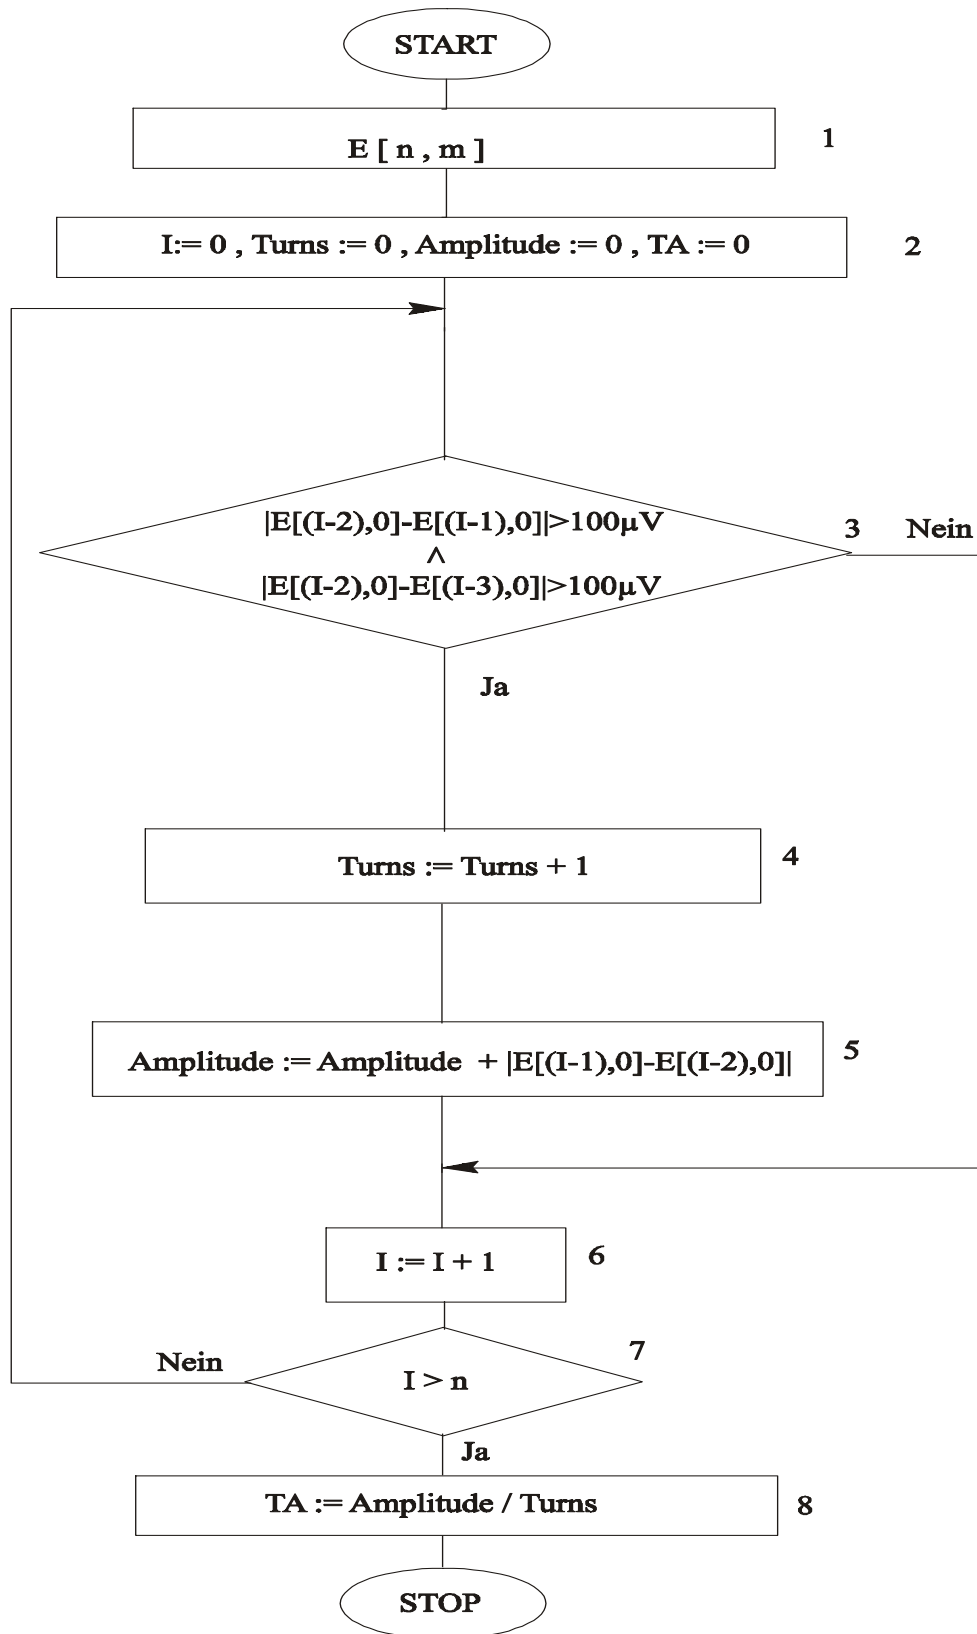 START
E [ n , m ]
1
I:= 0 , Turns := 0 , Amplitude := 0 , TA := 0
2
|E[(I-2),0]-E[(I-1),0]|>100µV
^
|E[(I-2),0]-E[(I-3),0]|>100µV
3
Nein
Ja
Turns := Turns + 1
4
Amplitude := Amplitude + |E[(I-1),0]-E[(I-2),0]|
5
I := I + 1
6
I > n
7
Nein
Ja
TA := Amplitude / Turns
8
STOP